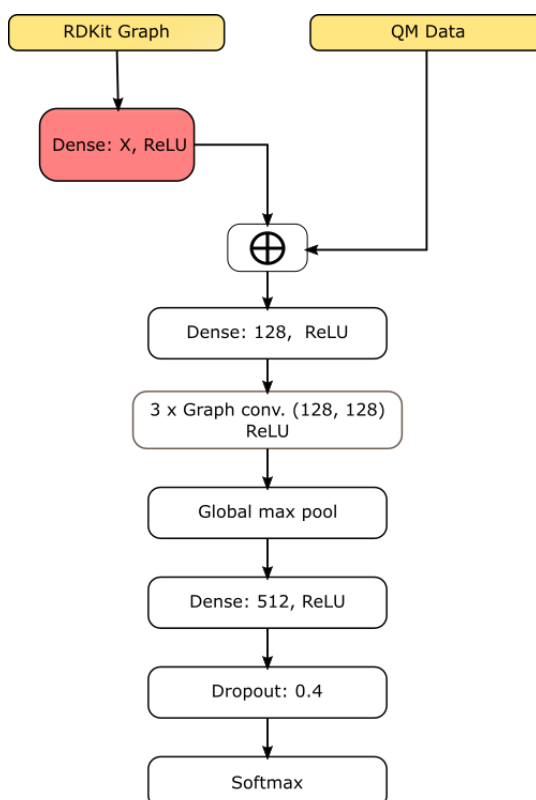 RDKit Graph
QM Data
Dense: X, ReLU
Dense: 128, ReLU
3 x Graph conv. (128, 128)
ReLU
Global max pool
Dense: 512, ReLU
Dropout: 0.4
Softmax